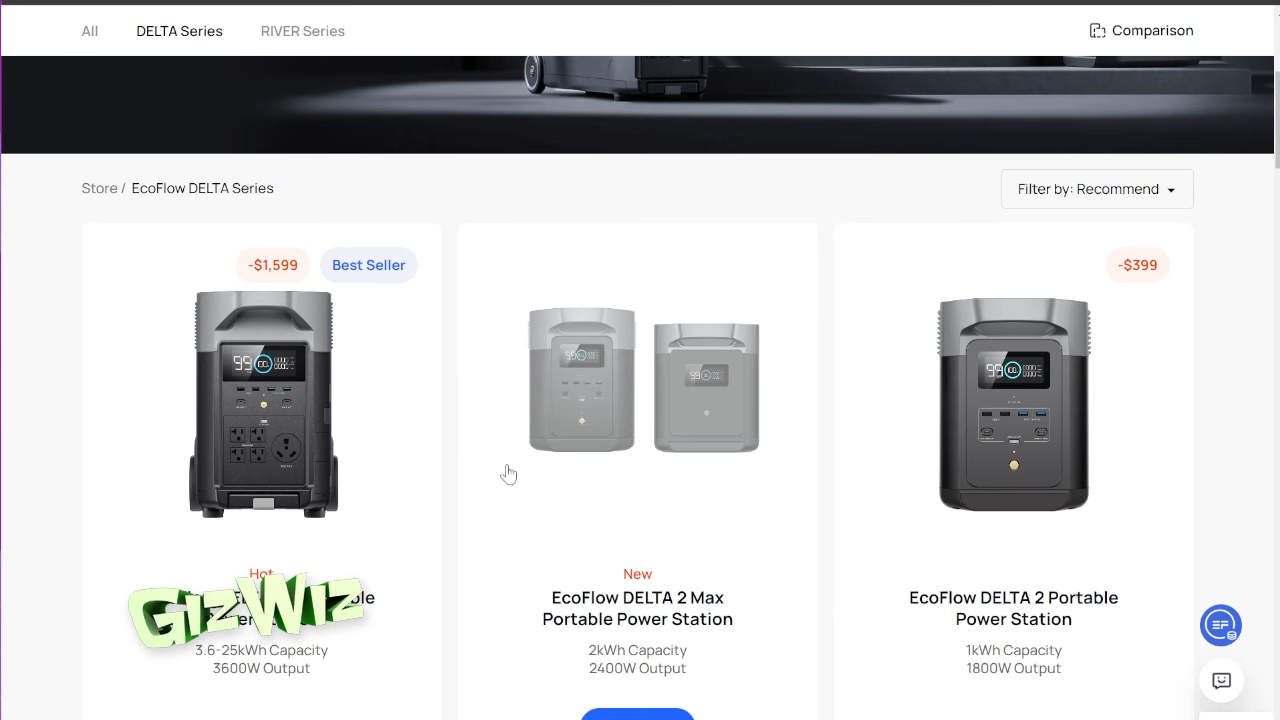 All
DELTA Series
RIVER Series
Comparison
Store / EcoFlow DELTA Series
Filter by: Recommend
-$1,599
Best Seller
-$399
Hot
GIZWIZ
3.6-25kWh Capacity
3600W Output
New
EcoFlow DELTA 2 Max
Portable Power Station
2kWh Capacity
2400W Output
EcoFlow DELTA 2 Portable
Power Station
1kWh Capacity
1800W Output
EF